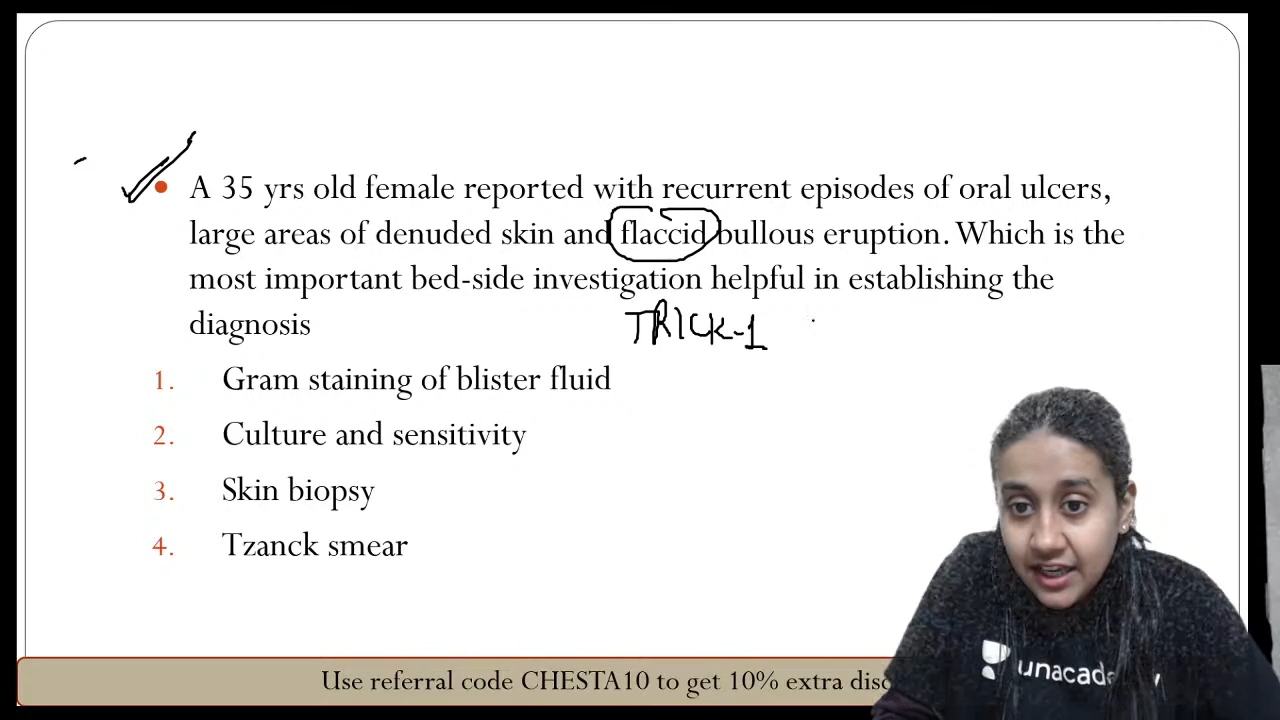 A 35 yrs old female reported with recurrent episodes of oral ulcers,
large areas of denuded skin and flaccid bullous eruption. Which is the
most important bed-side investigation helpful in establishing the
diagnosis
TRICK-1
1. Gram staining of blister fluid
2. Culture and sensitivity
3. Skin biopsy
4. Tzanck smear
unacademy
Use referral code CHESTA10 to get 10% extra disc